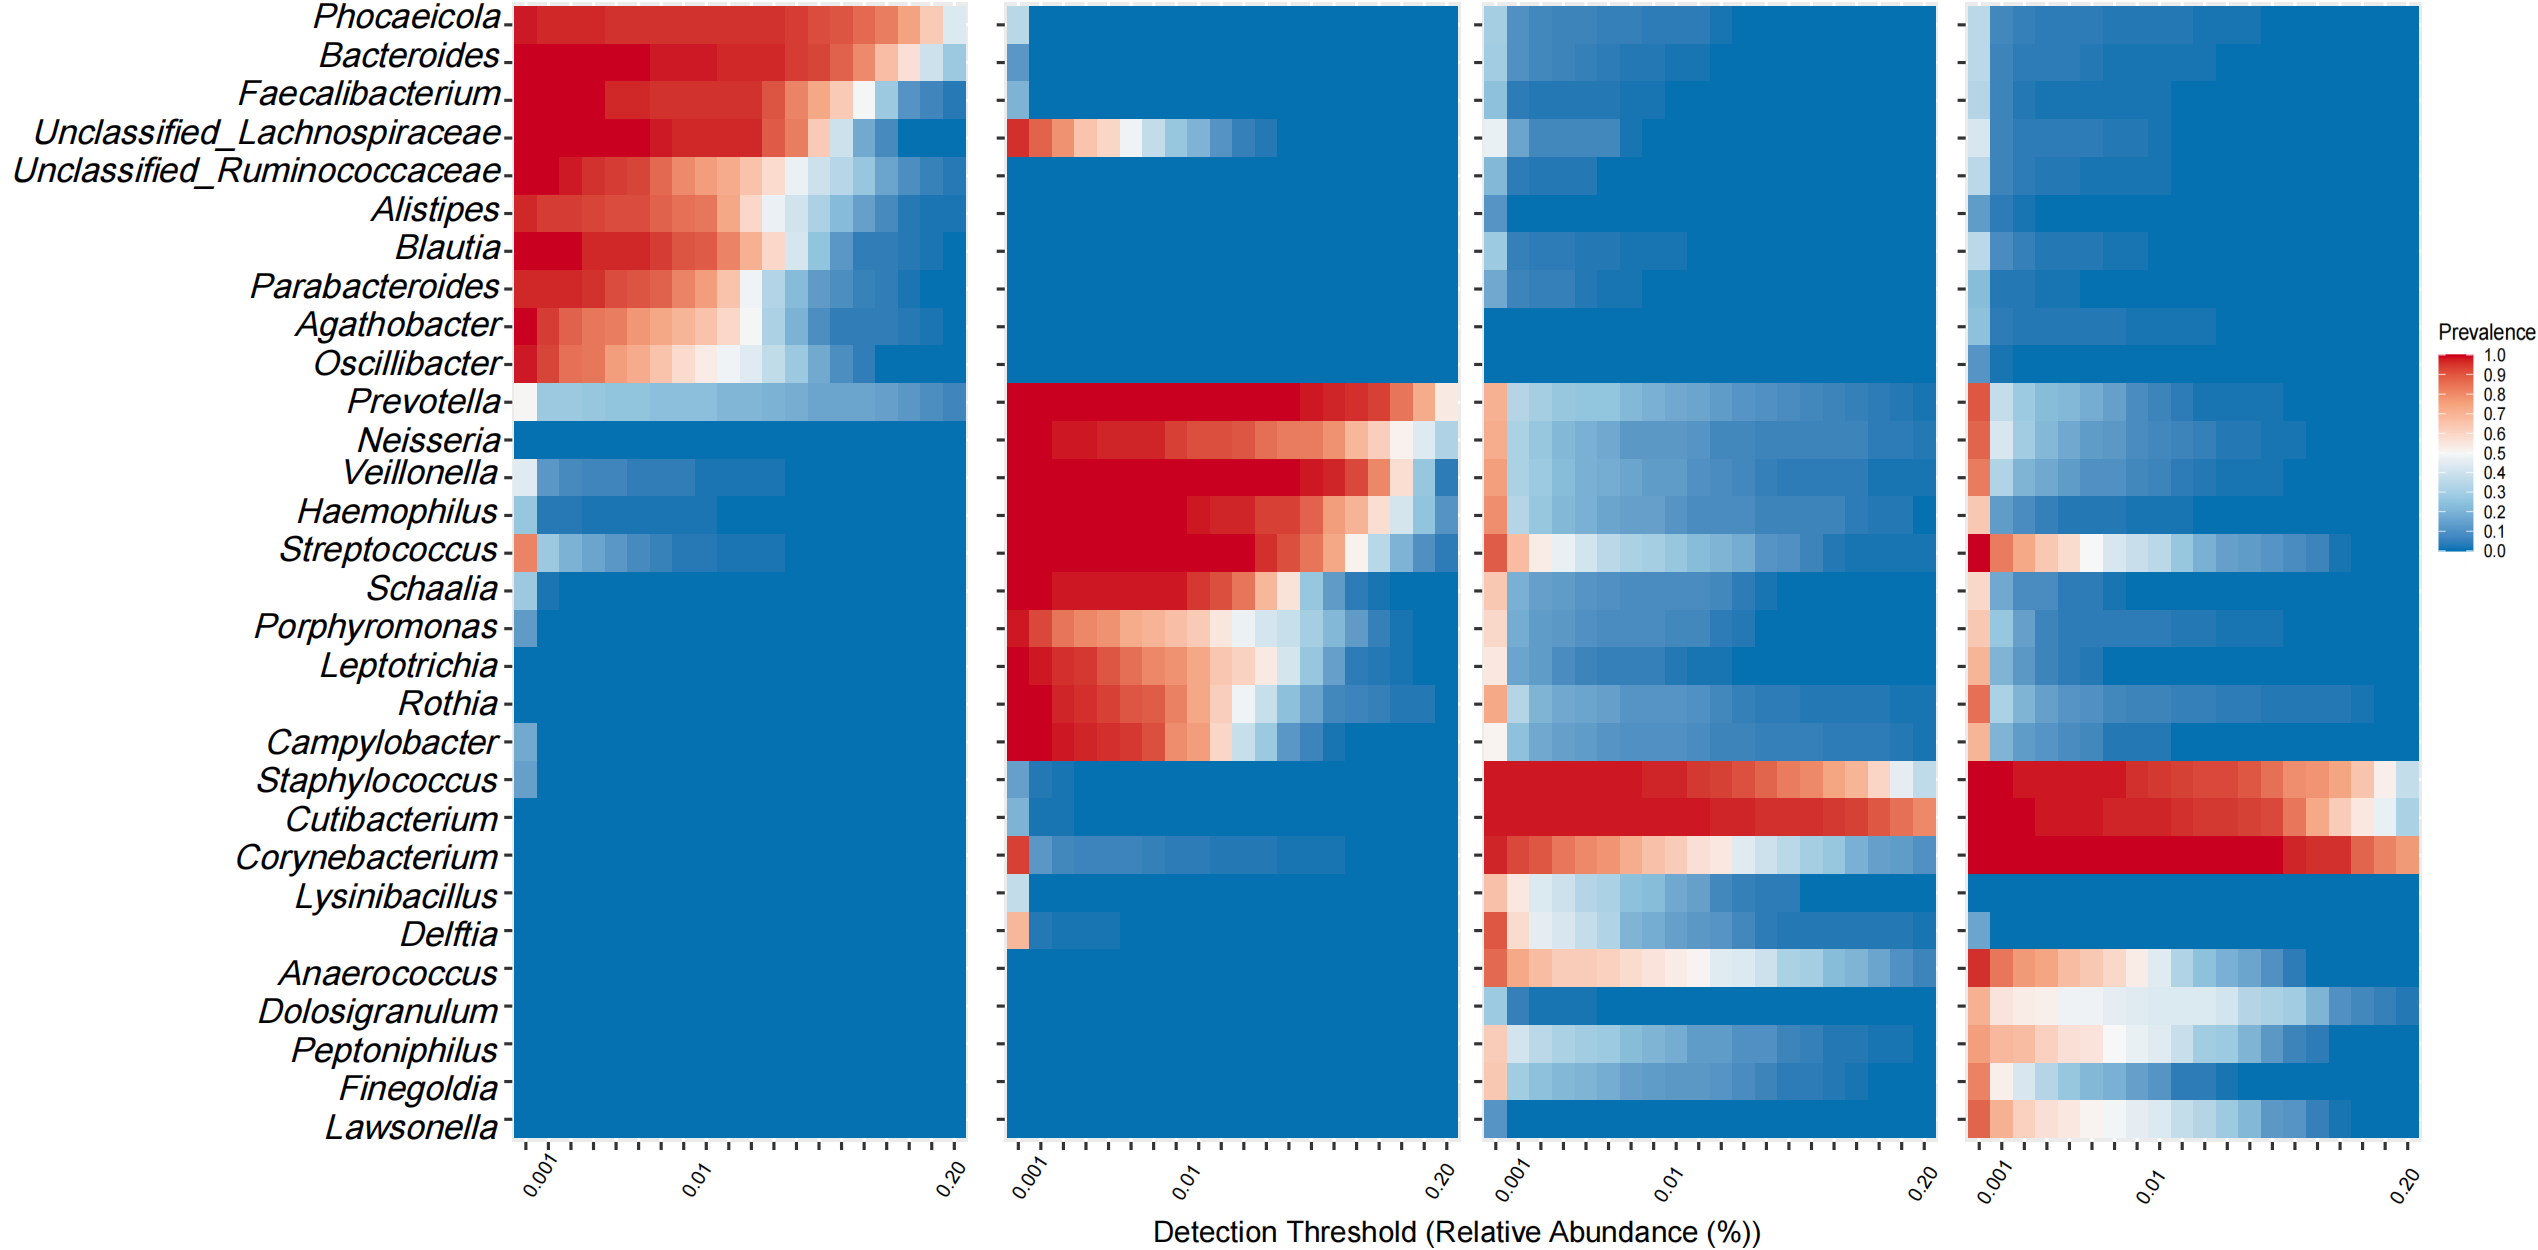 Phocaeicola
Bacteroides
Faecalibacterium
Unclassified_Lachnospiraceae
Unclassified_Ruminococcaceae
Alistipes
Blautia
Parabacteroides
Agathobacter
Oscillibacter
Prevotella
Neisseria
Veillonella
Haemophilus
Streptococcus
Schaalia
Porphyromonas
Leptotrichia
Rothia
Campylobacter
Staphylococcus
Cutibacterium
Corynebacterium
Lysinibacillus
Delftia
Anaerococcus
Dolosigranulum
Peptoniphilus
Finegoldia
Lawsonella
Prevalence
1.0
0.9
0.8
0.7
0.6
0.5
0.4
0.3
0.2
0.1
0.0
0.001 0.01 0.20 0.001 0.01 0.20 0.001 0.01 0.20 0.001 0.01 0.20
Detection Threshold (Relative Abundance (%))